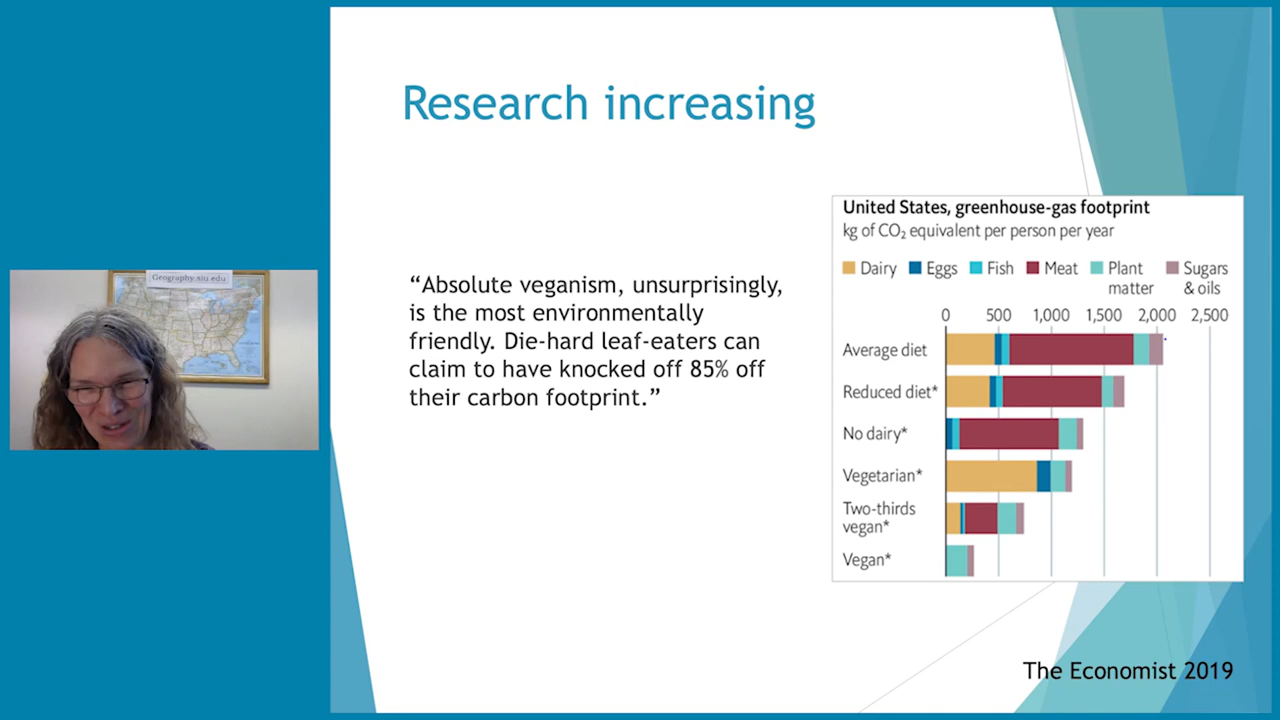 Research increasing
Geography.siu.edu
“Absolute veganism, unsurprisingly,
is the most environmentally
friendly. Die-hard leaf-eaters can
claim to have knocked off 85% off
their carbon footprint.”
United States, greenhouse-gas footprint
kg of CO₂ equivalent per person per year
Dairy Eggs Fish Meat Plant matter Sugars & oils
0 500 1,000 1,500 2,000 2,500
Average diet
Reduced diet*
No dairy*
Vegetarian*
Two-thirds
vegan*
Vegan*
The Economist 2019